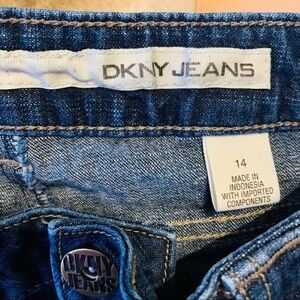 DKNY JEANS
14
MADE IN
INDONESIA
WITH IMPORTED
COMPONENTS
DKNY
JEANS